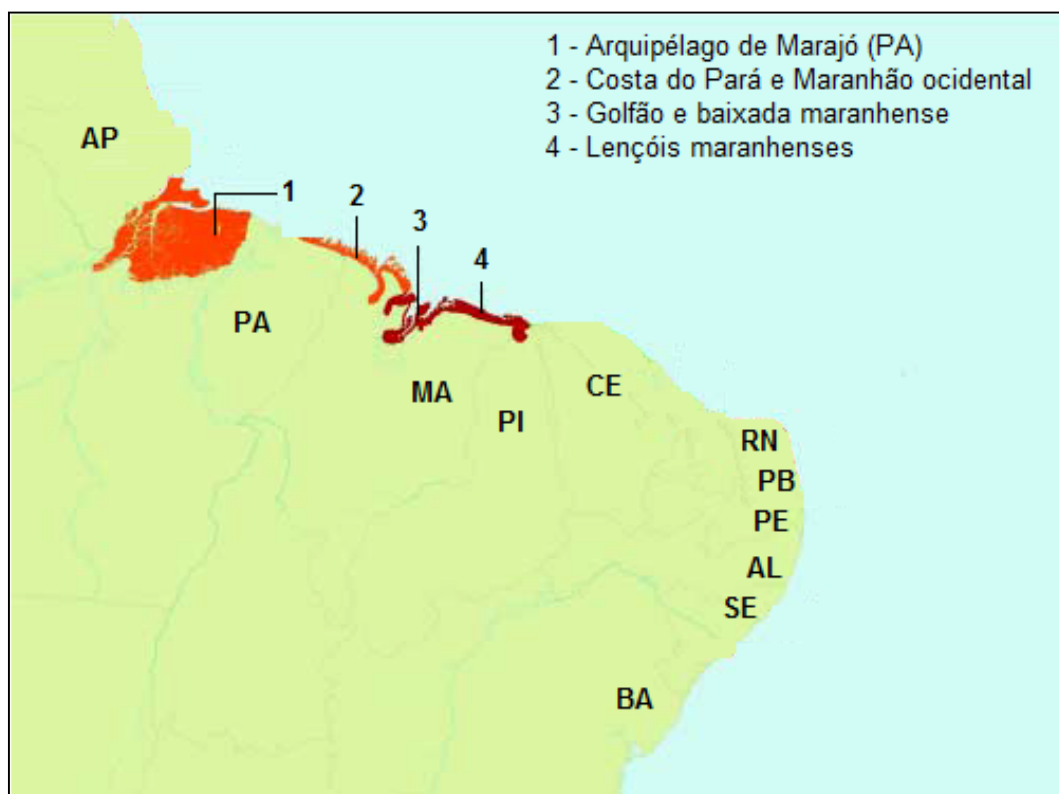 1 - Arquipélago de Marajó (PA)
2 - Costa do Pará e Maranhão ocidental
3 - Golfão e baixada maranhense
4 - Lençóis maranhenses
AP
1
2
3
4
PA
MA
PI
CE
RN
PB
PE
AL
SE
BA